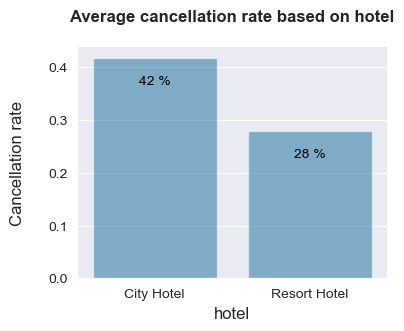 Average cancellation rate based on hotel
Cancellation rate
0.4
0.3
0.2
0.1
0.0
42 %
28 %
City Hotel
Resort Hotel
hotel